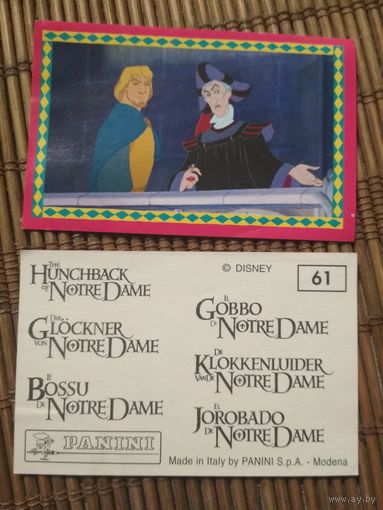 THE
HUNCHBACK
OF NOTRE DAME
DER
GLÖCKNER
VON NOTRE DAME
LE
BOSSU
DE NOTRE DAME
PANINI
© DISNEY
61
IL
GOBBO
DI NOTRE DAME
DE
KLOKKENLUIDER
VAN DE NOTRE DAME
EL
JOROBADO
DE NOTRE DAME
Made in Italy by PANINI S.p.A. - Modena
www.ay.by